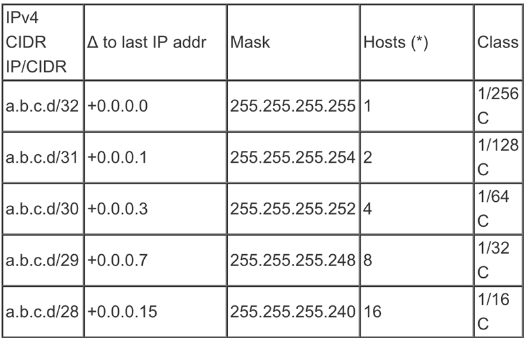 IPv4
CIDR
IP/CIDR
Δ to last IP addr
Mask
Hosts (*)
Class
a.b.c.d/32 +0.0.0.0 255.255.255.255 1 1/256
C
a.b.c.d/31 +0.0.0.1 255.255.255.254 2 1/128
C
a.b.c.d/30 +0.0.0.3 255.255.255.252 4 1/64
C
a.b.c.d/29 +0.0.0.7 255.255.255.248 8 1/32
C
a.b.c.d/28 +0.0.0.15 255.255.255.240 16 1/16
C